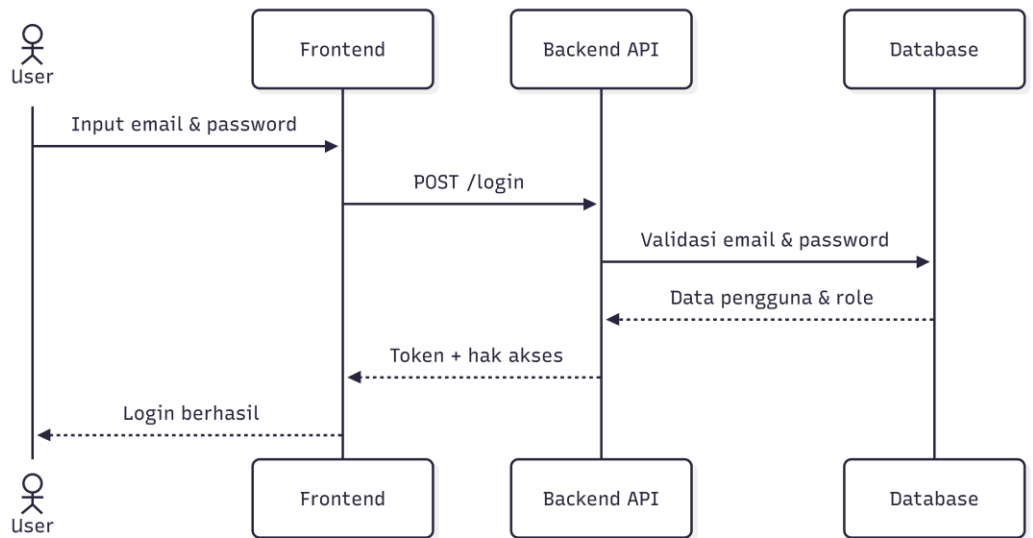 User
Frontend
Backend API
Database
Input email & password
POST /login
Validasi email & password
Data pengguna & role
Token + hak akses
Login berhasil
User
Frontend
Backend API
Database